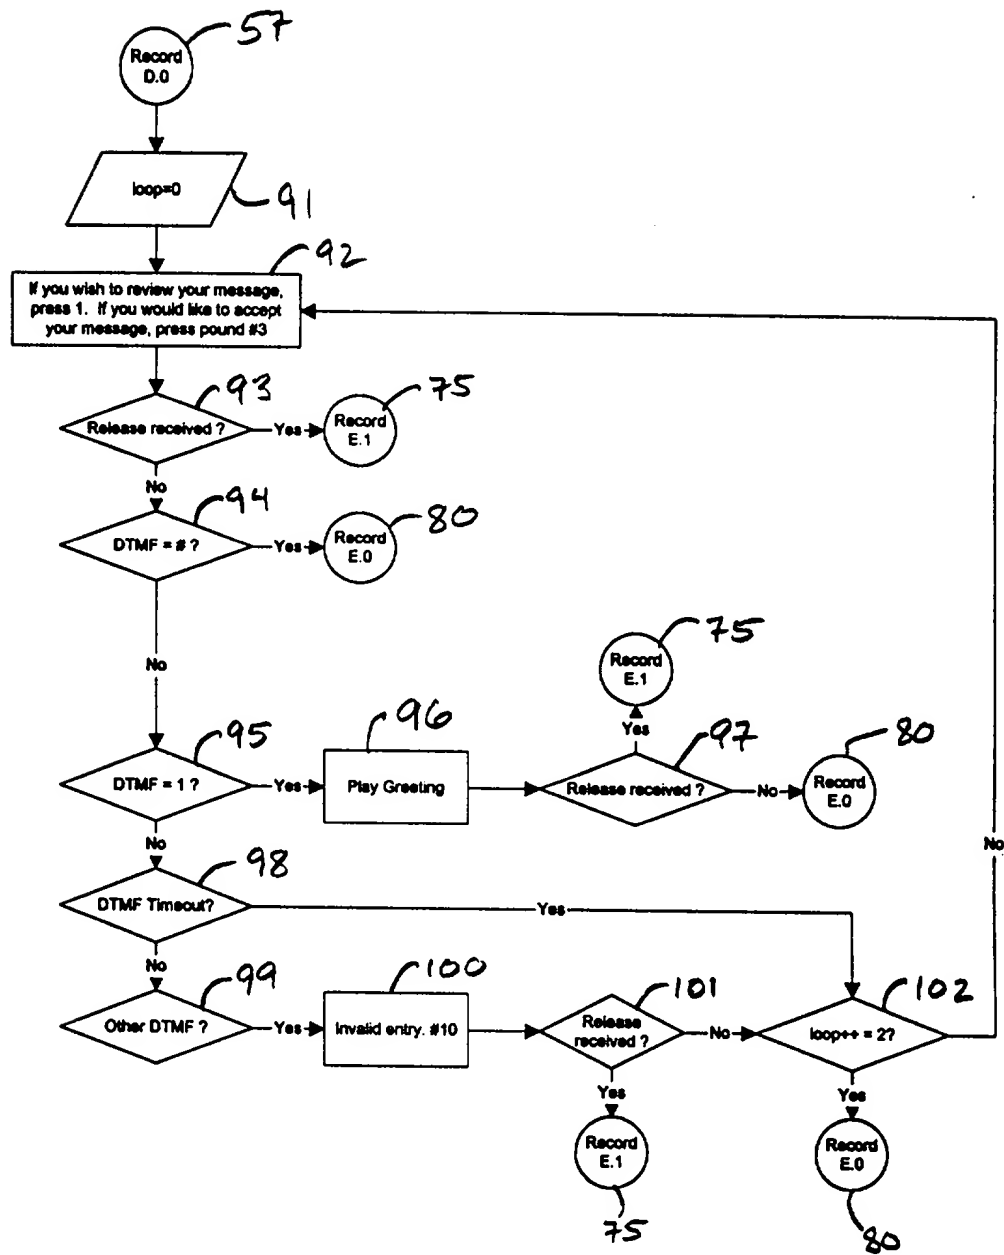 57
Record
D.0
loop=0
91
92
If you wish to review your message,
press 1. If you would like to accept
your message, press pound #3
93
75
Release received ?
Yes
Record
E.1
No
94
80
DTMF = # ?
Yes
Record
E.0
No
75
Record
E.1
Yes
95
96
97
80
DTMF = 1 ?
Yes
Play Greeting
Release received ?
No
Record
E.0
No
No
98
DTMF Timeout?
Yes
No
99
100
101
102
Other DTMF ?
Yes
Invalid entry. #10
Release
received ?
No
loop++ = 2?
Yes
Yes
Record
E.1
Record
E.0
75
80